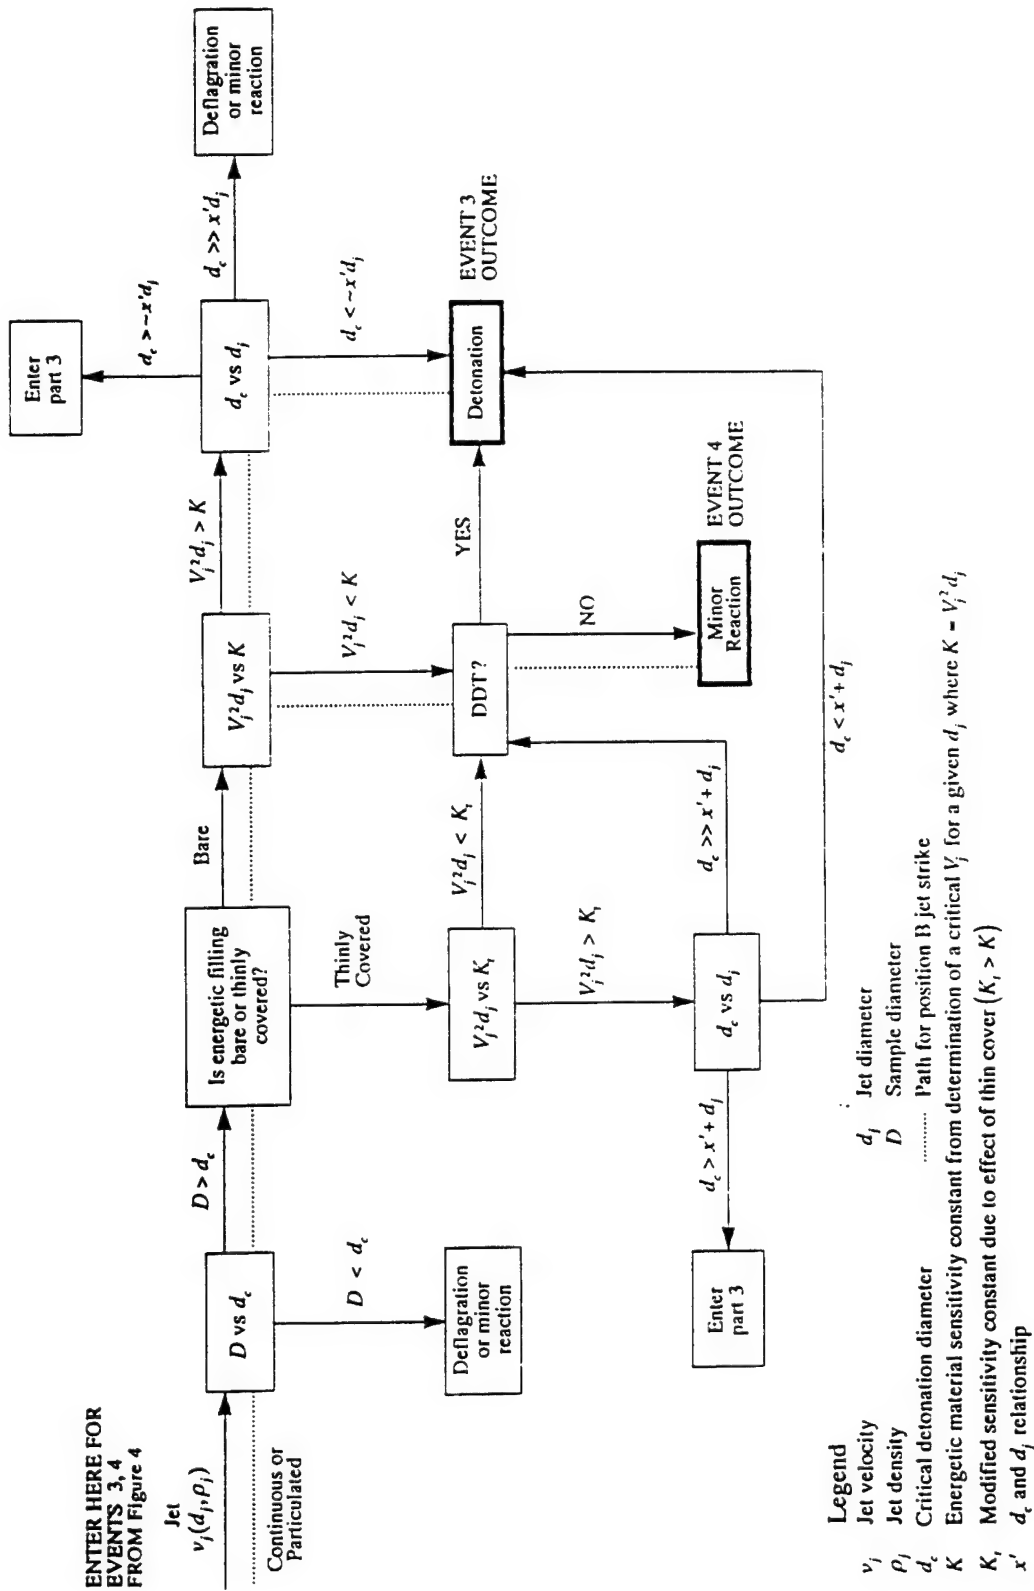 ENTER HERE FOR
EVENTS 3, 4
FROM Figure 4
Jet
v_j(d_j, ρ_j)
Continuous or
Particulated
D vs d_c
D > d_c
D < d_c
Deflagration
or minor
reaction
Is energetic filling
bare or thinly
covered?
Bare
Thinly
Covered
V_j²d_j vs K
V_j²d_j > K
V_j²d_j < K
d_c vs d_j
d_c > ~x'd_j
Enter
part 3
d_c >> x'd_j
Deflagration
or minor
reaction
d_c < ~x'd_j
V_j²d_j vs K_t
V_j²d_j < K_t
V_j²d_j > K_t
DDT?
YES
NO
Detonation
EVENT 3
OUTCOME
Minor
Reaction
EVENT 4
OUTCOME
d_c vs d_j
d_c > x' + d_j
Enter
part 3
d_c >> x' + d_j
d_c < x' + d_j
Legend
v_j Jet velocity
ρ_j Jet density
d_c Critical detonation diameter
K Energetic material sensitivity constant from determination of a critical V_j for a given d_j where K = V_j²d_j
K_t Modified sensitivity constant due to effect of thin cover (K_t > K)
x' d_c and d_j relationship
d_j Jet diameter
D Sample diameter
........ Path for position B jet strike